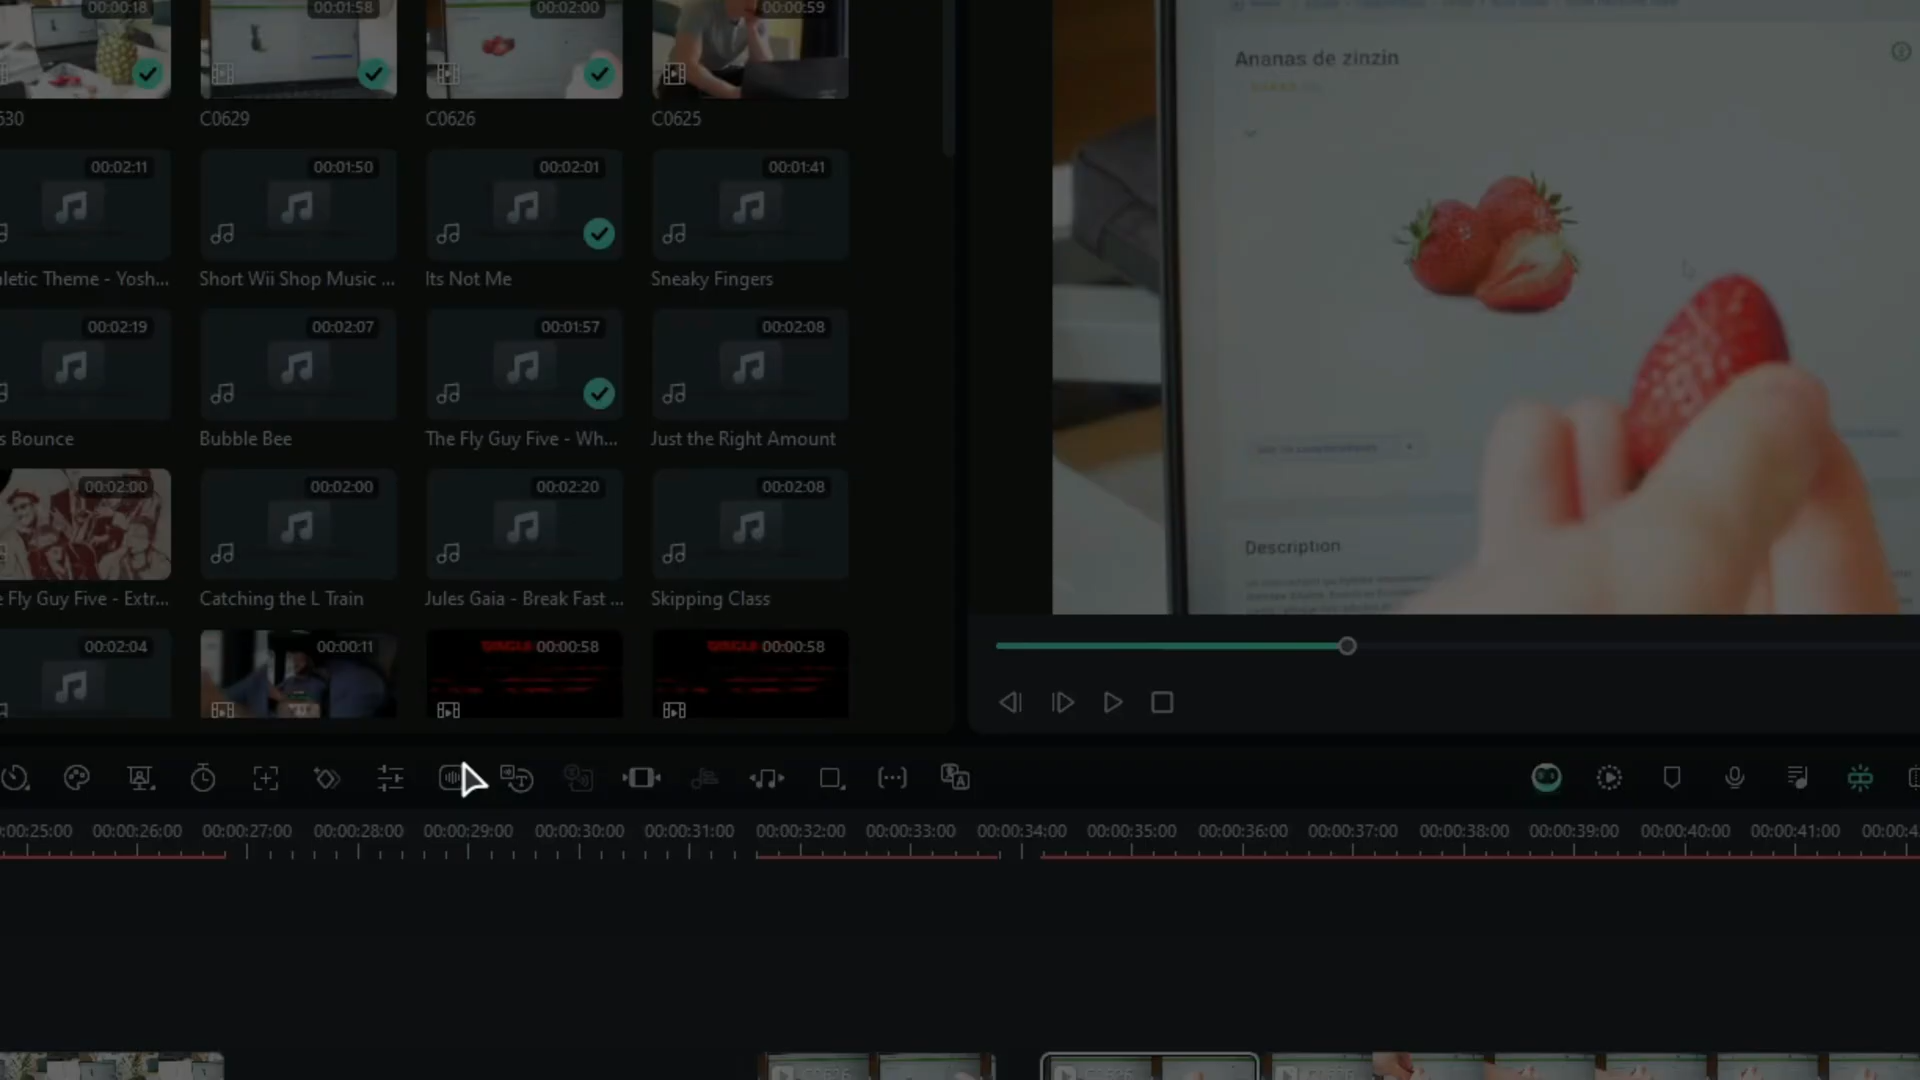 00:00:18
00:01:58
00:02:00
00:00:59
Ananas de zinzin
C0629
C0626
C0625
00:02:11
00:01:50
00:02:01
00:01:41
Short Wii Shop Music ...
Its Not Me
Sneaky Fingers
00:02:19
00:02:07
00:01:57
00:02:08
Bounce
Bubble Bee
The Fly Guy Five - Wh...
Just the Right Amount
00:02:00
00:02:00
00:02:20
00:02:08
Description
Fly Guy Five - Extr...
Catching the L Train
Jules Gaia - Break Fast ...
Skipping Class
00:02:04
00:00:11
00:00:58
00:00:58
:00:25:00 00:00:26:00 00:00:27:00 00:00:28:00 00:00:29:00 00:00:30:00 00:00:31:00 00:00:32:00 00:00:33:00 00:00:34:00 00:00:35:00 00:00:36:00 00:00:37:00 00:00:38:00 00:00:39:00 00:00:40:00 00:00:41:00 00:00:4